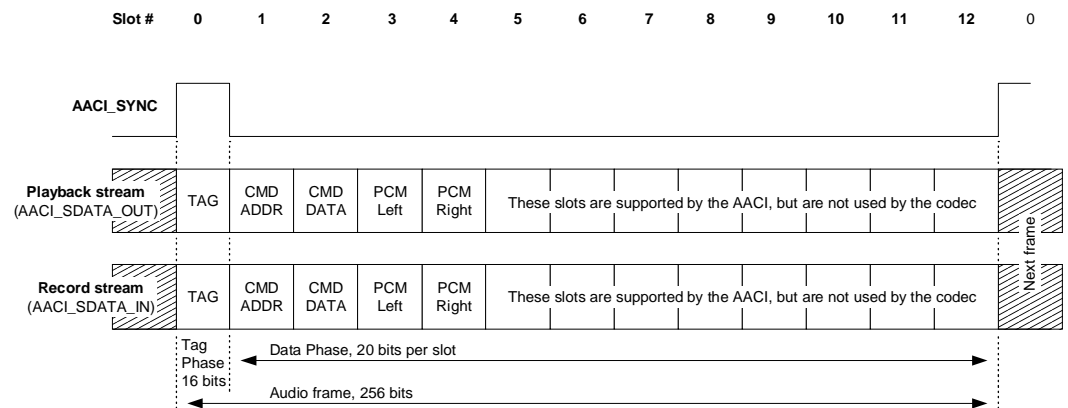 Slot # 0 1 2 3 4 5 6 7 8 9 10 11 12 0
AACI_SYNC
Playback stream
(AACI_SDATA_OUT)
TAG
CMD
ADDR
CMD
DATA
PCM
Left
PCM
Right
These slots are supported by the AACI, but are not used by the codec
Next frame
Record stream
(AACI_SDATA_IN)
TAG
CMD
ADDR
CMD
DATA
PCM
Left
PCM
Right
These slots are supported by the AACI, but are not used by the codec
Tag
Phase
16 bits
Data Phase, 20 bits per slot
Audio frame, 256 bits